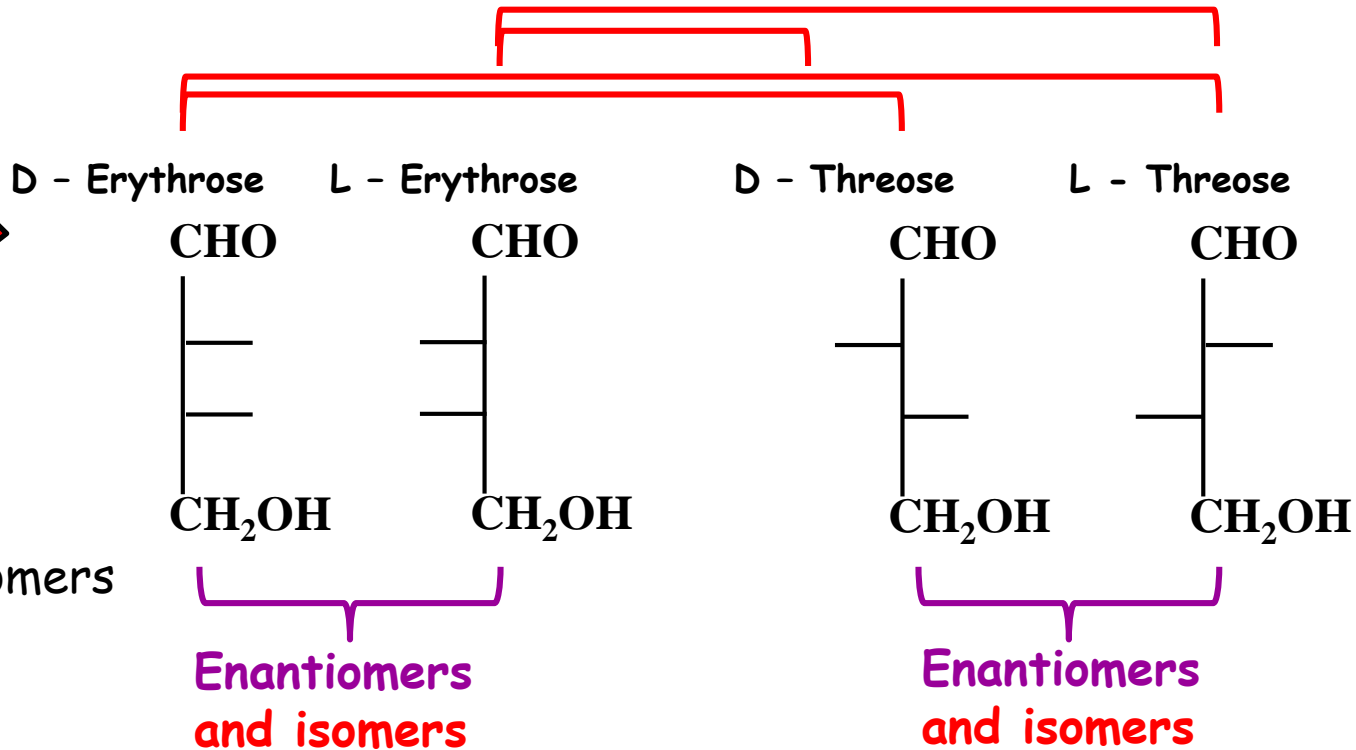 D – Erythrose L – Erythrose D – Threose L - Threose
CHO CHO CHO CHO
CH₂OH CH₂OH CH₂OH CH₂OH
omers
Enantiomers Enantiomers
and isomers and isomers